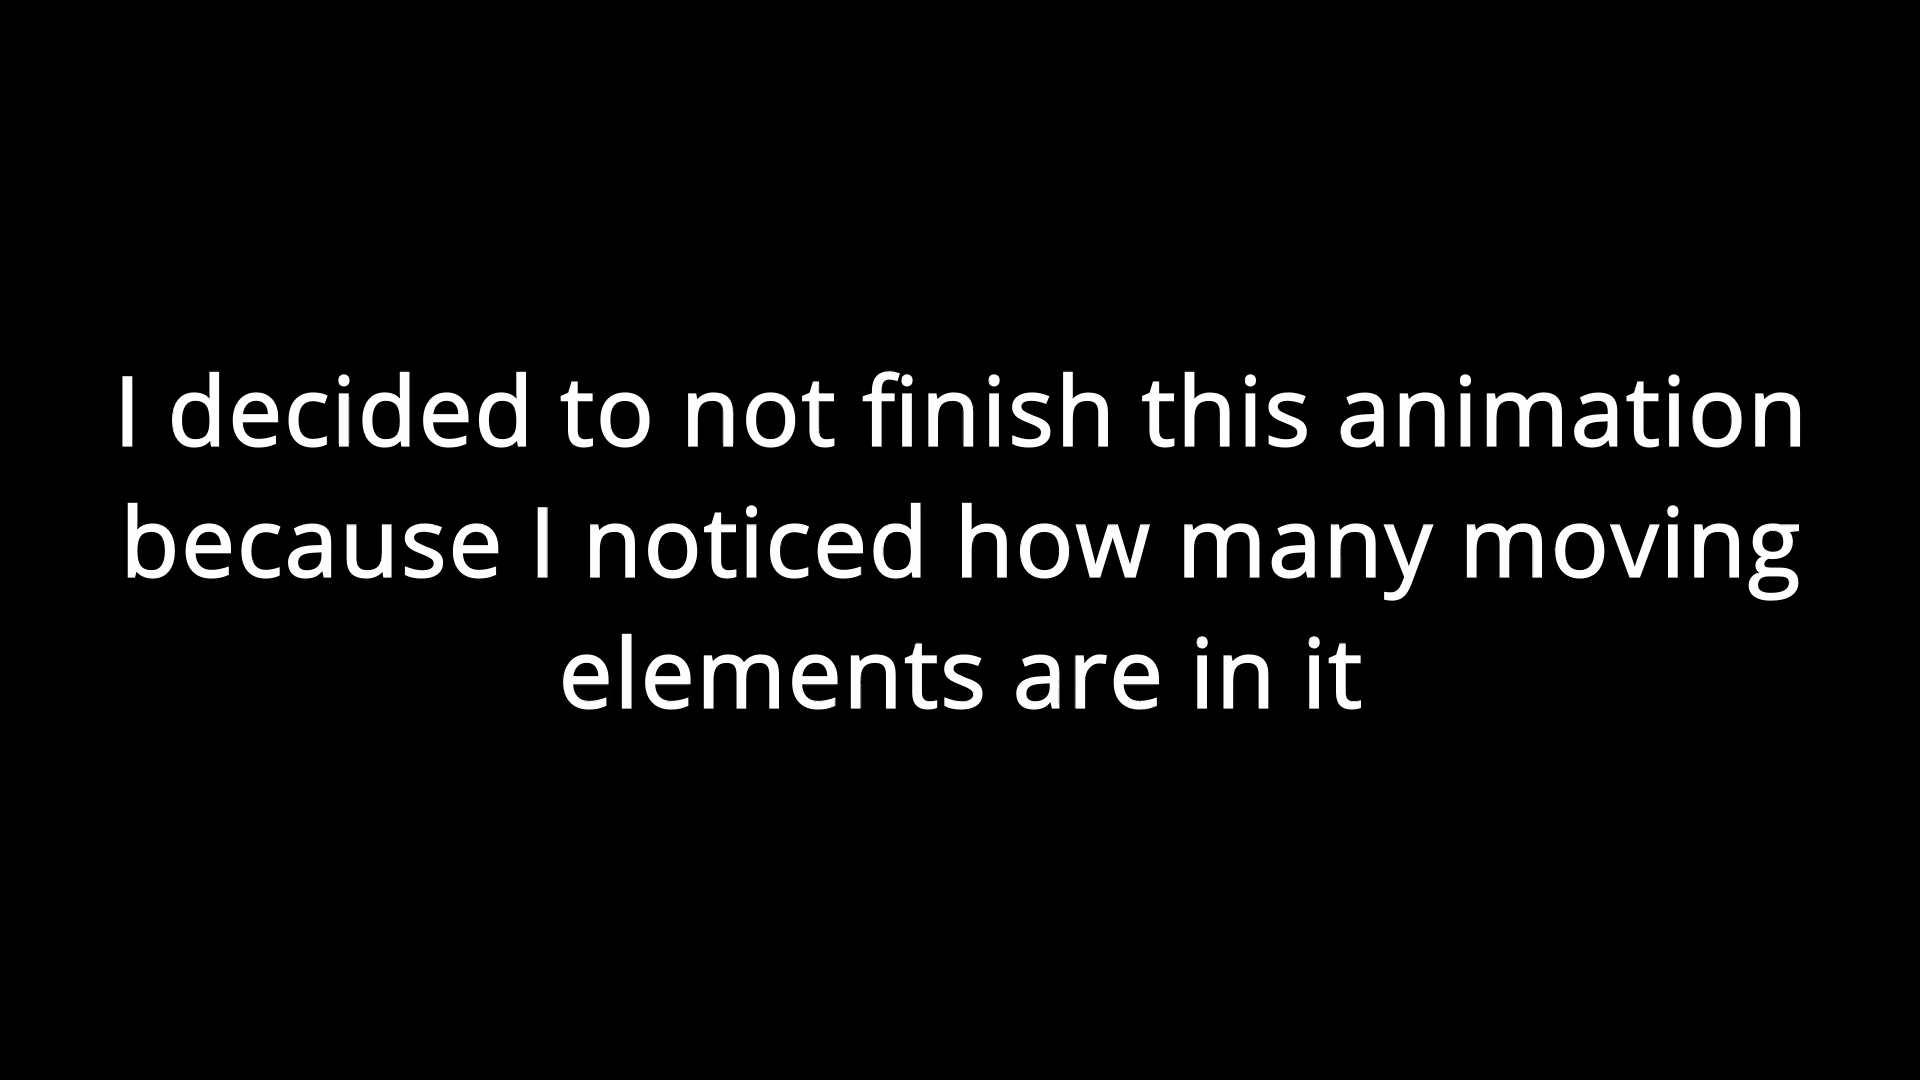 I decided to not finish this animation
because I noticed how many moving
elements are in it